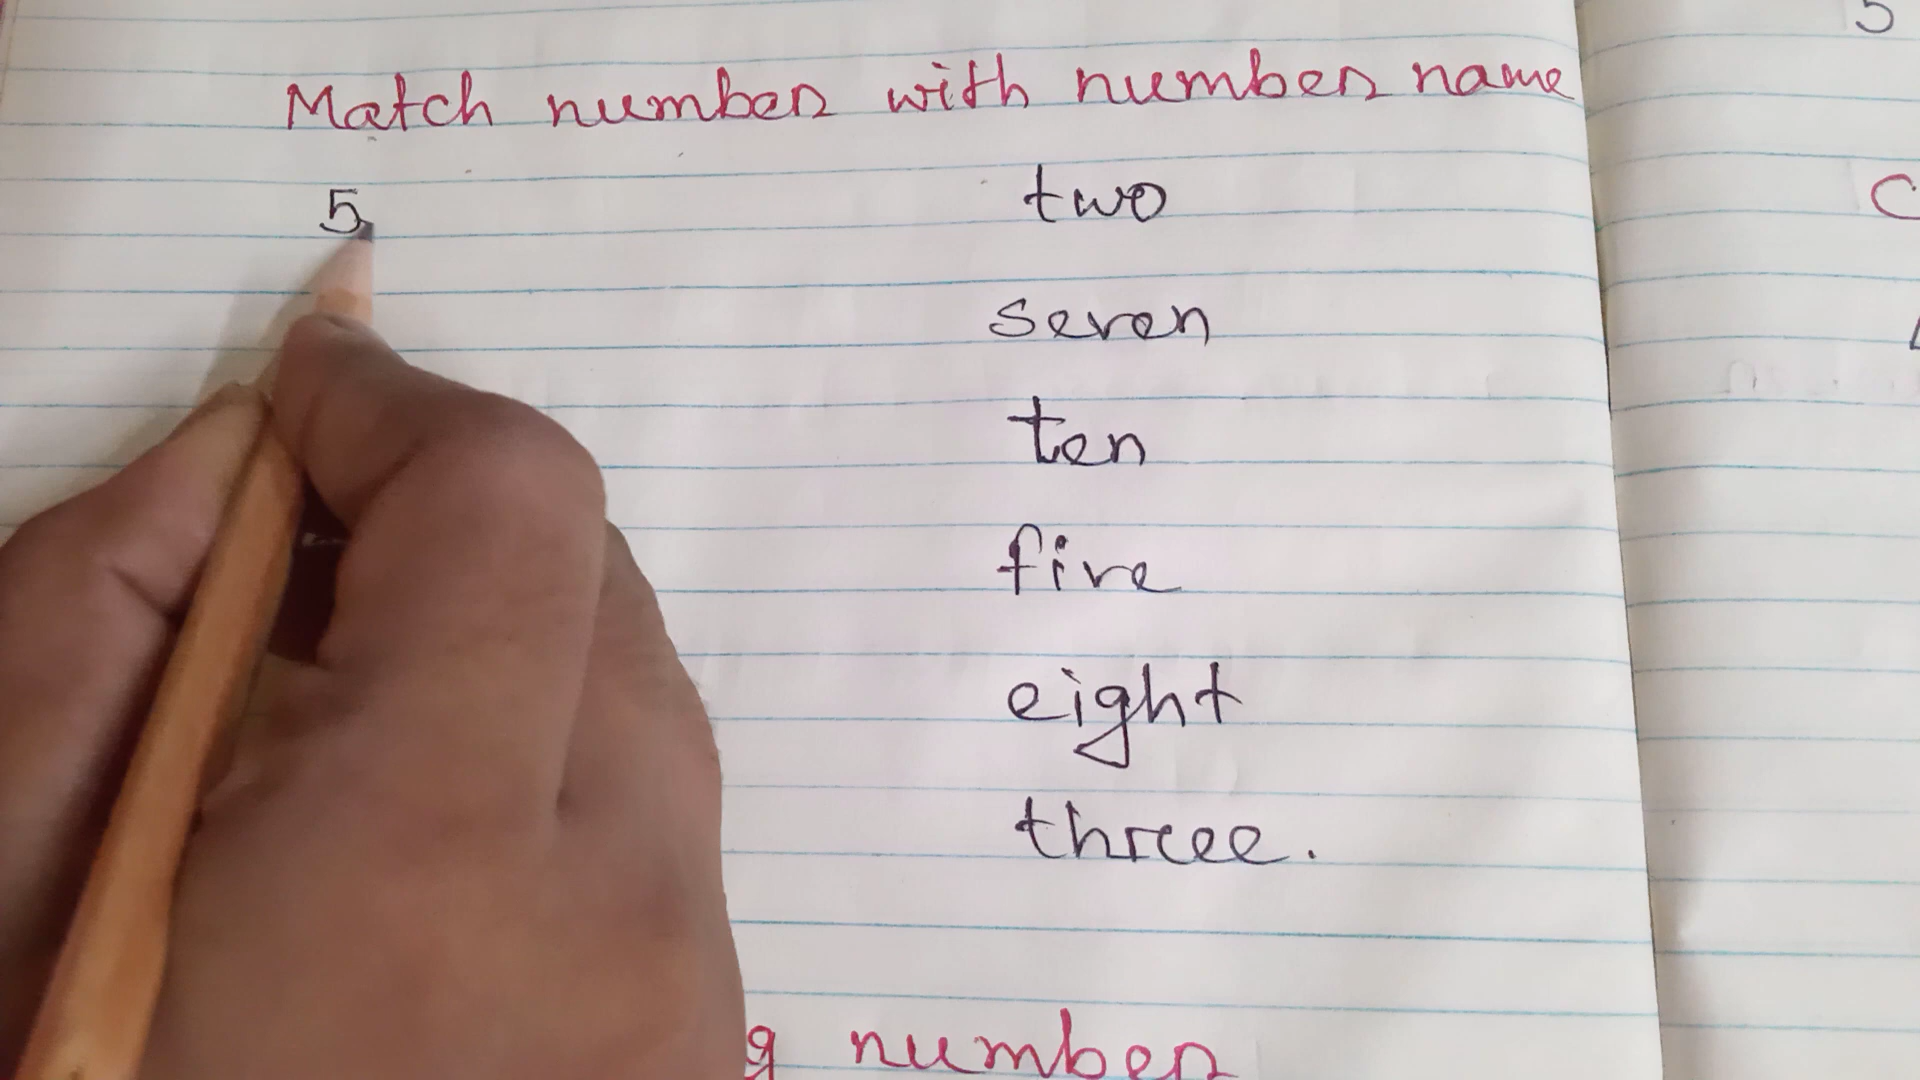 Match number with number name
5 two
seven
ten
five
eight
three.
number